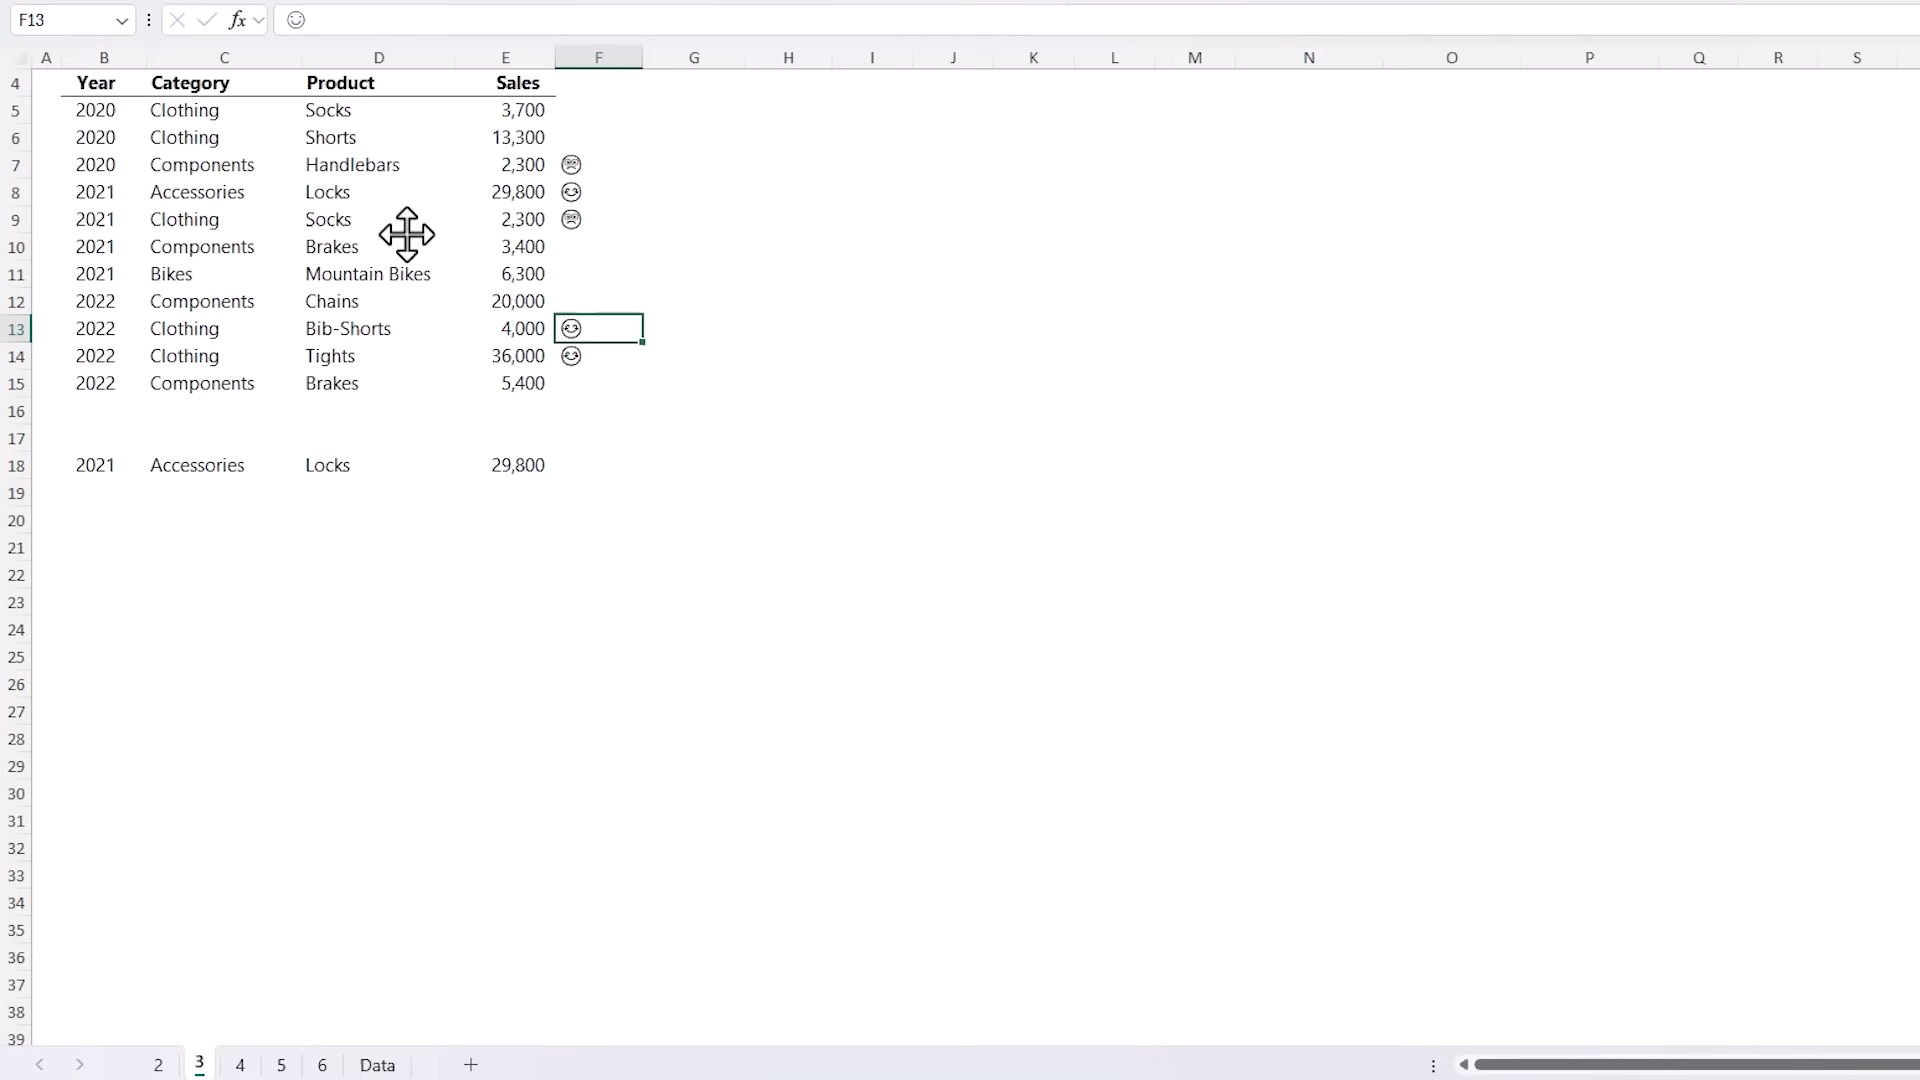 F13 fx ☺
A B C D E F G H I J K L M N O P Q R S
4 Year Category Product Sales
5 2020 Clothing Socks 3,700
6 2020 Clothing Shorts 13,300
7 2020 Components Handlebars 2,300
8 2021 Accessories Locks 29,800
9 2021 Clothing Socks 2,300
10 2021 Components Brakes 3,400
11 2021 Bikes Mountain Bikes 6,300
12 2022 Components Chains 20,000
13 2022 Clothing Bib-Shorts 4,000
14 2022 Clothing Tights 36,000
15 2022 Components Brakes 5,400
16
17
18 2021 Accessories Locks 29,800
19
20
21
22
23
24
25
26
27
28
29
30
31
32
33
34
35
36
37
38
39
2 3 4 5 6 Data +